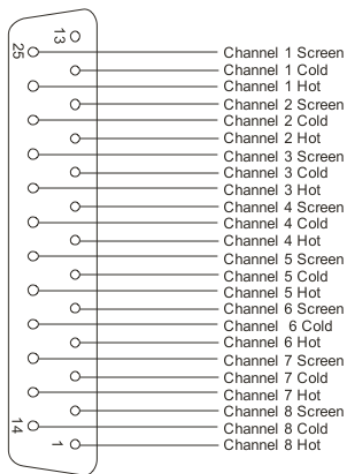 13
25
Channel 1 Screen
Channel 1 Cold
Channel 1 Hot
Channel 2 Screen
Channel 2 Cold
Channel 2 Hot
Channel 3 Screen
Channel 3 Cold
Channel 3 Hot
Channel 4 Screen
Channel 4 Cold
Channel 4 Hot
Channel 5 Screen
Channel 5 Cold
Channel 5 Hot
Channel 6 Screen
Channel 6 Cold
Channel 6 Hot
Channel 7 Screen
Channel 7 Cold
Channel 7 Hot
Channel 8 Screen
Channel 8 Cold
Channel 8 Hot
14
1